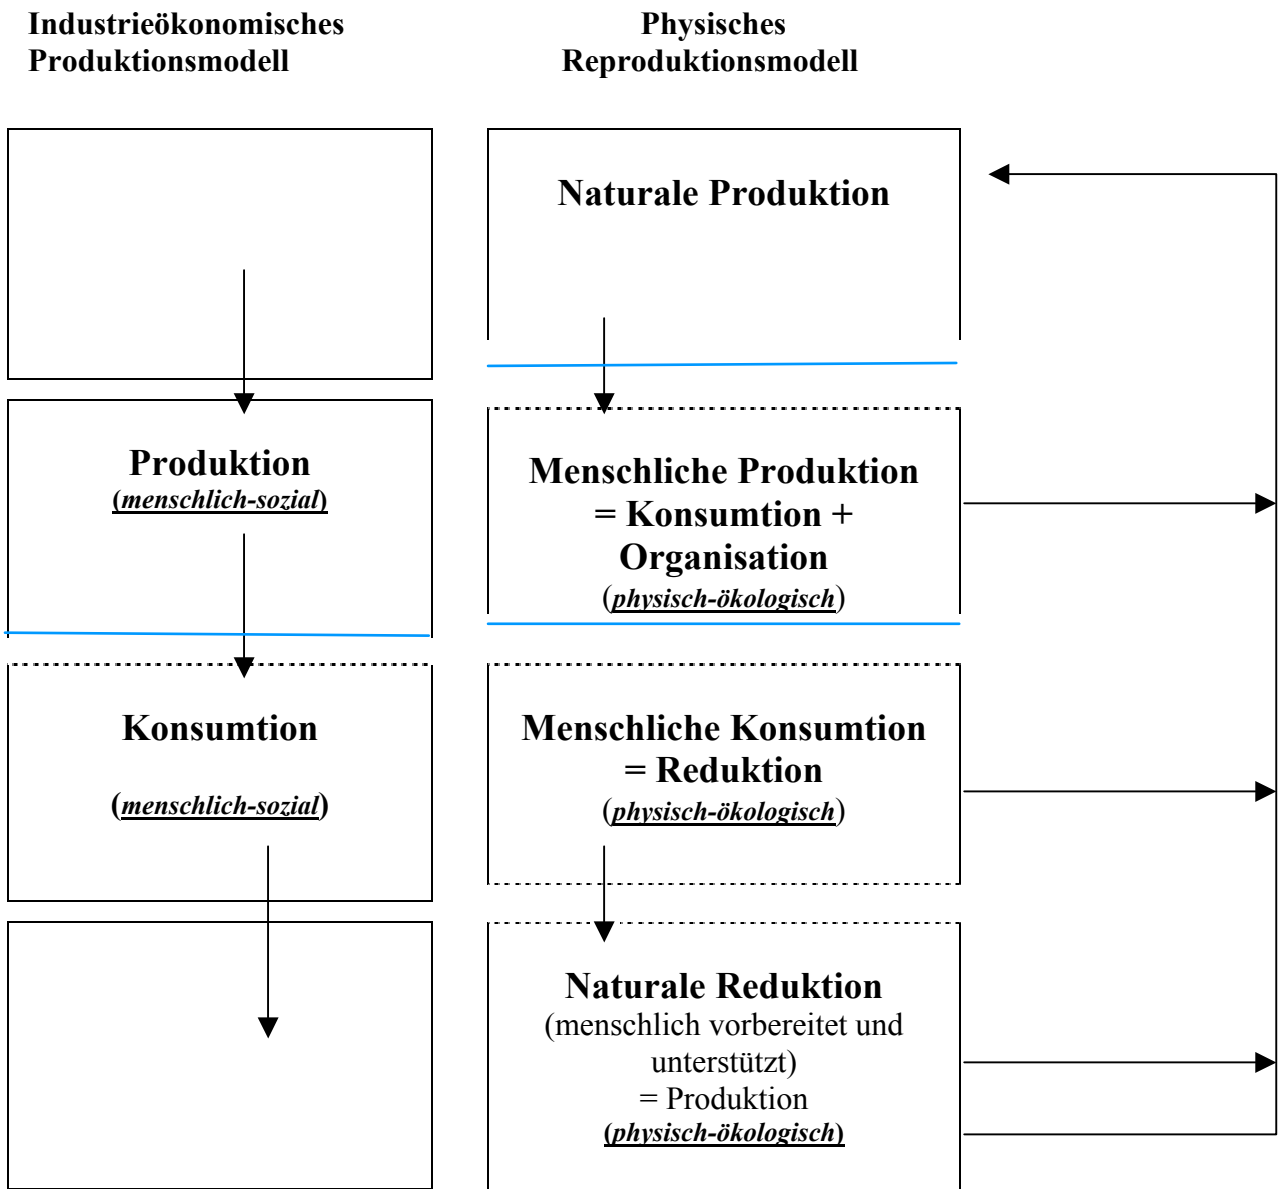 Industrieökonomisches
Produktionsmodell
Physisches
Reproduktionsmodell
Naturale Produktion
Produktion
(menschlich-sozial)
Menschliche Produktion
= Konsumtion +
Organisation
(physisch-ökologisch)
Konsumtion
(menschlich-sozial)
Menschliche Konsumtion
= Reduktion
(physisch-ökologisch)
Naturale Reduktion
(menschlich vorbereitet und
unterstützt)
= Produktion
(physisch-ökologisch)